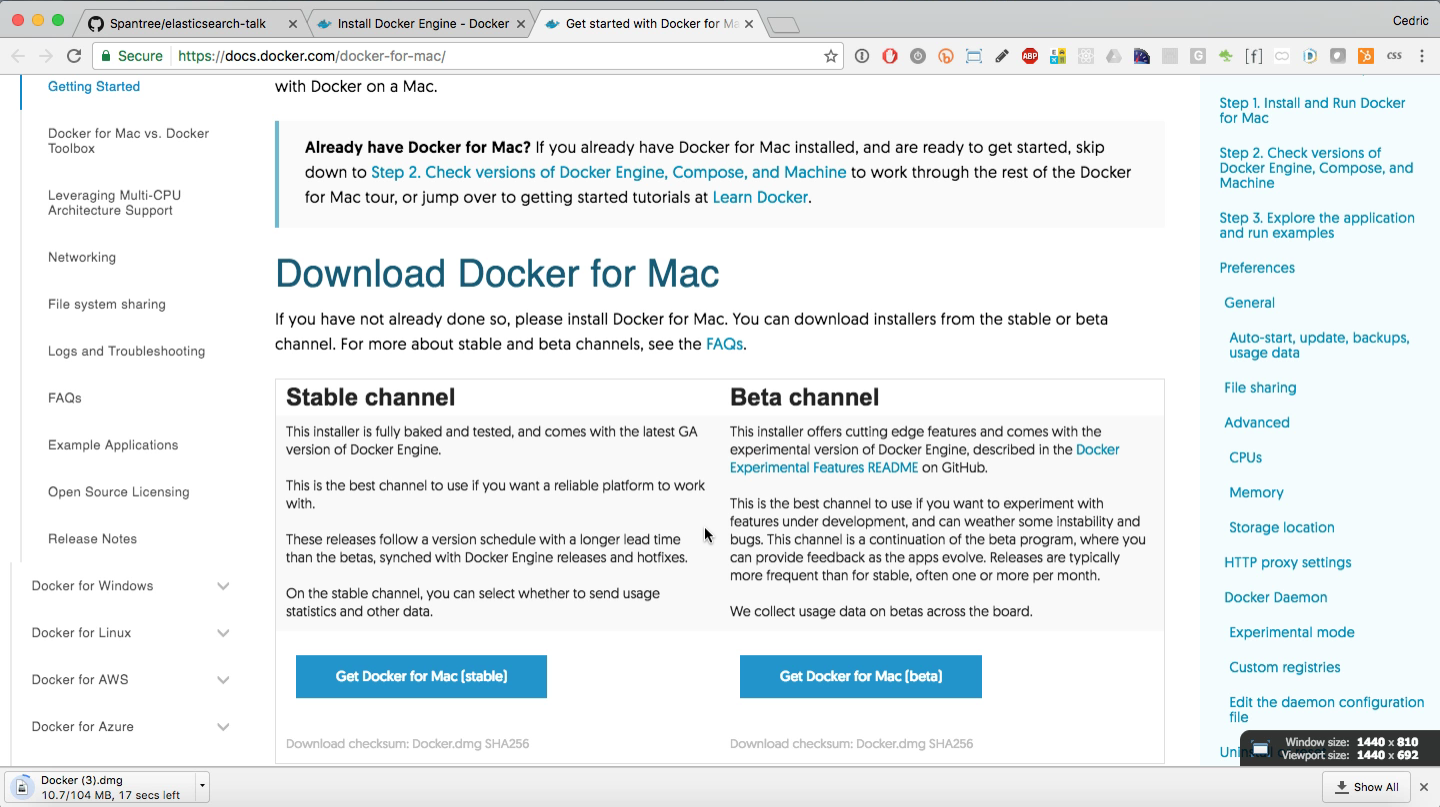 Spantree/elasticsearch-talk
Install Docker Engine - Docker
Get started with Docker for Ma
Cedric
Secure
https://docs.docker.com/docker-for-mac/
ABP
G
[f]
css
Getting Started
Docker for Mac vs. Docker
Toolbox
Leveraging Multi-CPU
Architecture Support
Networking
File system sharing
Logs and Troubleshooting
FAQs
Example Applications
Open Source Licensing
Release Notes
Docker for Windows
Docker for Linux
Docker for AWS
Docker for Azure
with Docker on a Mac.
Already have Docker for Mac? If you already have Docker for Mac installed, and are ready to get started, skip
down to Step 2. Check versions of Docker Engine, Compose, and Machine to work through the rest of the Docker
for Mac tour, or jump over to getting started tutorials at Learn Docker.
Download Docker for Mac
If you have not already done so, please install Docker for Mac. You can download installers from the stable or beta
channel. For more about stable and beta channels, see the FAQs.
Stable channel
This installer is fully baked and tested, and comes with the latest GA
version of Docker Engine.
This is the best channel to use if you want a reliable platform to work
with.
These releases follow a version schedule with a longer lead time
than the betas, synched with Docker Engine releases and hotfixes.
On the stable channel, you can select whether to send usage
statistics and other data.
Get Docker for Mac (stable)
Download checksum: Docker.dmg SHA256
Beta channel
This installer offers cutting edge features and comes with the
experimental version of Docker Engine, described in the Docker
Experimental Features README on GitHub.
This is the best channel to use if you want to experiment with
features under development, and can weather some instability and
bugs. This channel is a continuation of the beta program, where you
can provide feedback as the apps evolve. Releases are typically
more frequent than for stable, often one or more per month.
We collect usage data on betas across the board.
Get Docker for Mac (beta)
Download checksum: Docker.dmg SHA256
Step 1. Install and Run Docker
for Mac
Step 2. Check versions of
Docker Engine, Compose, and
Machine
Step 3. Explore the application
and run examples
Preferences
General
Auto-start, update, backups,
usage data
File sharing
Advanced
CPUs
Memory
Storage location
HTTP proxy settings
Docker Daemon
Experimental mode
Custom registries
Edit the daemon configuration
file
Window size: 1440 x 810
Viewport size: 1440 x 692
Docker (3).dmg
10.7/104 MB, 17 secs left
Show All